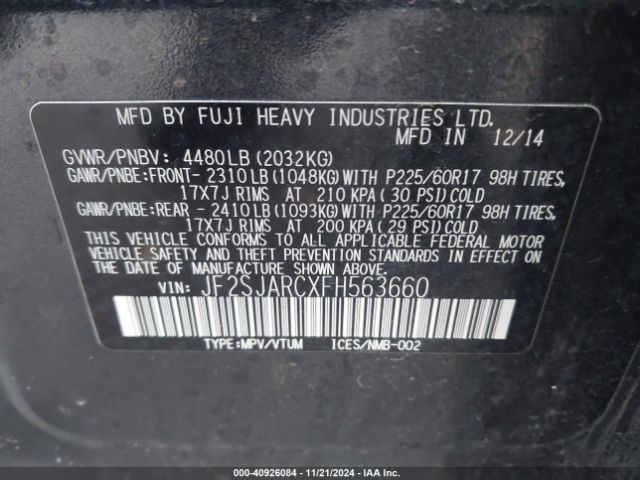 MFD BY FUJI HEAVY INDUSTRIES LTD.
MFD IN 12/14
GVWR/PNBV: 4480LB (2032KG)
GAWR/PNBE:FRONT- 2310LB (1048KG)WITH P225/60R17 98H TIRES,
17X7J RIMS AT 210 KPA( 30 PSI)COLD
GAWR/PNBE:REAR - 2410LB (1093KG)WITH P225/60R17 98H TIRES,
17X7J RIMS AT 200 KPA( 29 PSI)COLD
THIS VEHICLE CONFORMS TO ALL APPLICABLE FEDERAL MOTOR
VEHICLE SAFETY AND THEFT PREVENTION STANDARDS IN EFFECT ON
THE DATE OF MANUFACTURE SHOWN ABOVE.
VIN: JF2SJARCXFH563660
TYPE:MPV/VTUM ICES/NMB-002
000-40926084 - 11/21/2024 - IAAI.COM